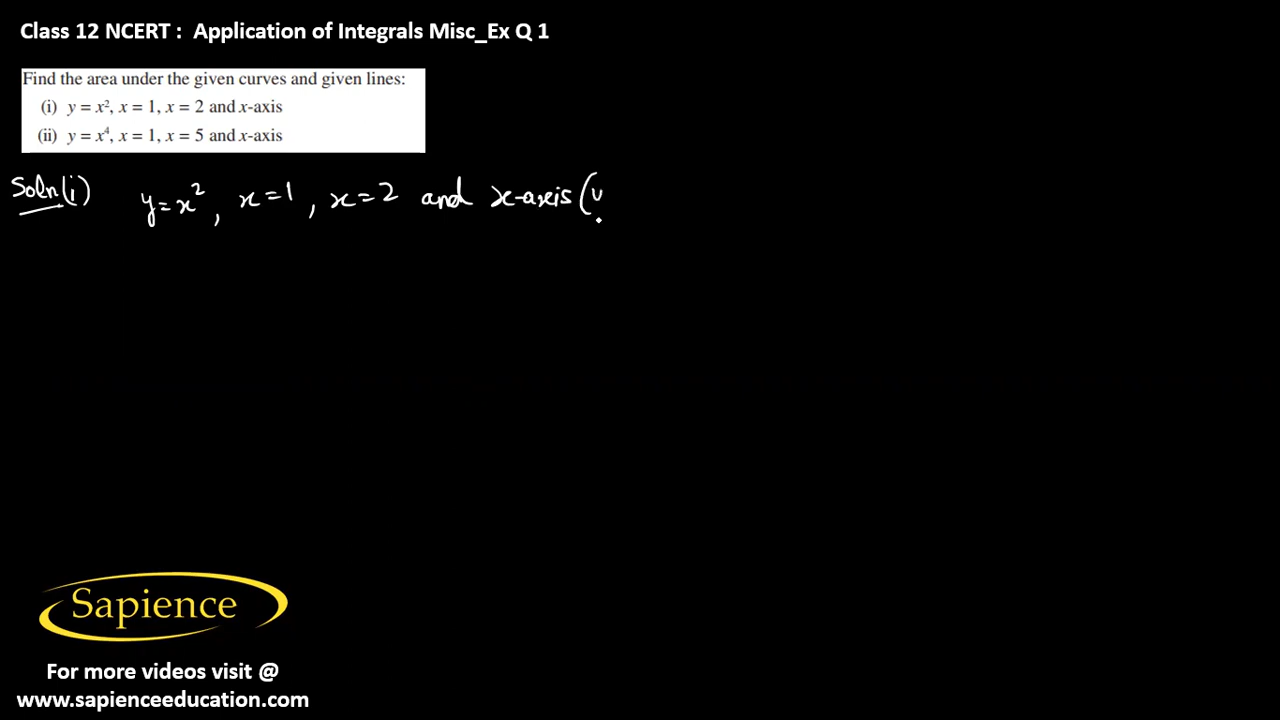 Class 12 NCERT : Application of Integrals Misc_Ex Q 1
Find the area under the given curves and given lines:
(i) y = x², x = 1, x = 2 and x-axis
(ii) y = x⁴, x = 1, x = 5 and x-axis
Soln(i) y=x², x=1, x=2 and x-axis (
Sapience
For more videos visit @
www.sapienceeducation.com